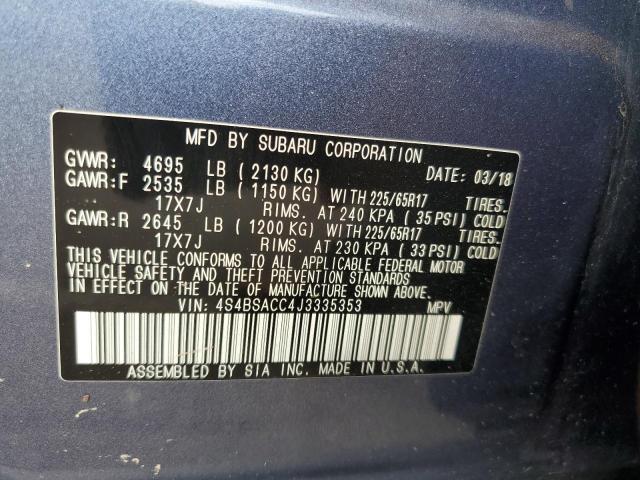 MFD BY SUBARU CORPORATION
GVWR: 4695 LB (2130 KG) DATE: 03/18
GAWR:F 2535 LB (1150 KG) WITH 225/65R17 TIRES.
17X7J RIMS. AT 240 KPA (35 PSI) COLD
GAWR:R 2645 LB (1200 KG) WITH 225/65R17 TIRES.
17X7J RIMS. AT 230 KPA (33 PSI) COLD
THIS VEHICLE CONFORMS TO ALL APPLICABLE FEDERAL MOTOR
VEHICLE SAFETY AND THEFT PREVENTION STANDARDS
IN EFFECT ON THE DATE OF MANUFACTURE SHOWN ABOVE.
VIN: 4S4BSACC4J3335353 MPV
ASSEMBLED BY SIA INC. MADE IN U.S.A.